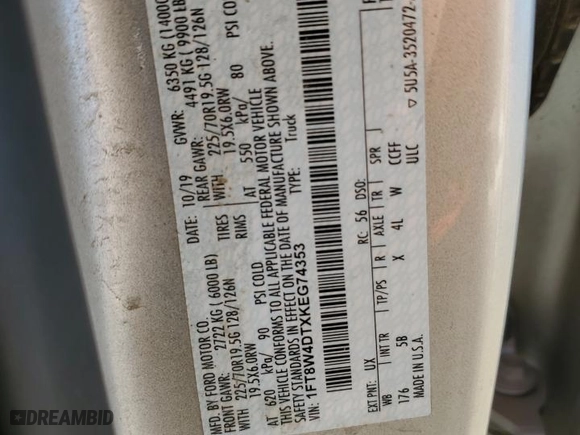 MFD. BY FORD MOTOR CO.
DATE: 10/19 GVWR: 6350 KG (1400
FRONT GAWR: 2722 KG ( 6000 LB) REAR GAWR: 4491 KG ( 9900 LB
WITH 225/70R19.5G 128/126N TIRES WITH 225/70R19.5G 128/126N
19.5X6.0RW RIMS 19.5X6.0RW
AT 620 kPa/ 90 PSI COLD AT 550 kPa/ 80 PSI CO
THIS VEHICLE CONFORMS TO ALL APPLICABLE FEDERAL MOTOR VEHICLE
STANDARDS IN EFFECT ON THE DATE OF MANUFACTURE SHOWN ABOVE.
VIN: 1FT8W4DTXKEG74353 TYPE: Truck
EXT PNT: UX RC: 56 DSO:
WB INT TR TP/PS R AXLE TR SPR
176 5B X 4L W CCFF
MADE IN U.S.A. ULC
5U5A-3520472-
DREAMBID